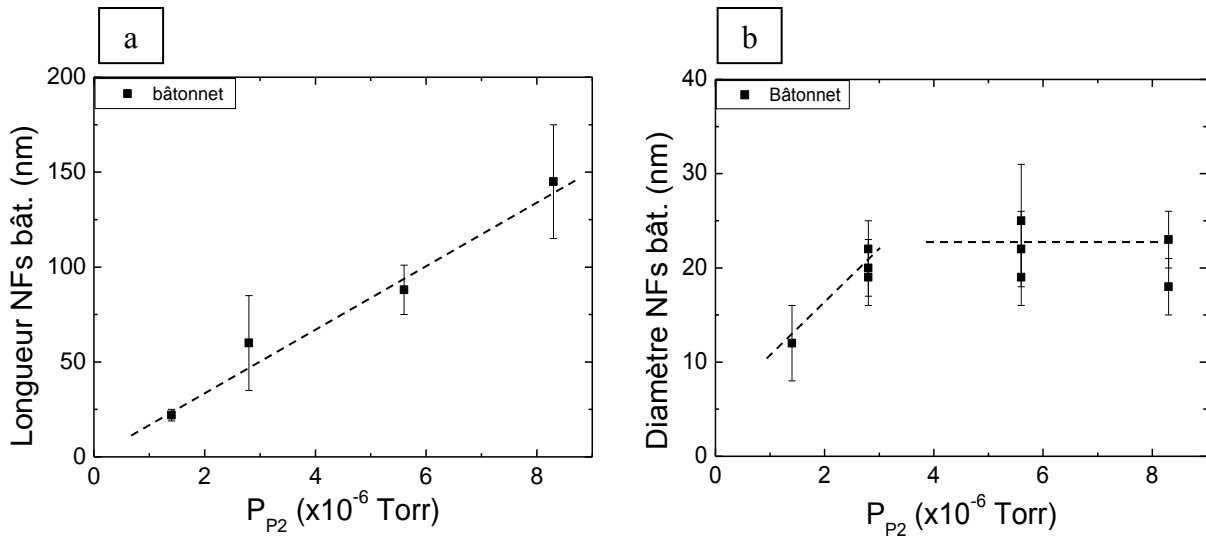 a
200
150
100
50
0
0 2 4 6 8
bâtonnet
Longueur NFs bât. (nm)
P_P2 (x10^-6 Torr)
b
40
30
20
10
0
0 2 4 6 8
Bâtonnet
Diamètre NFs bât. (nm)
P_P2 (x10^-6 Torr)